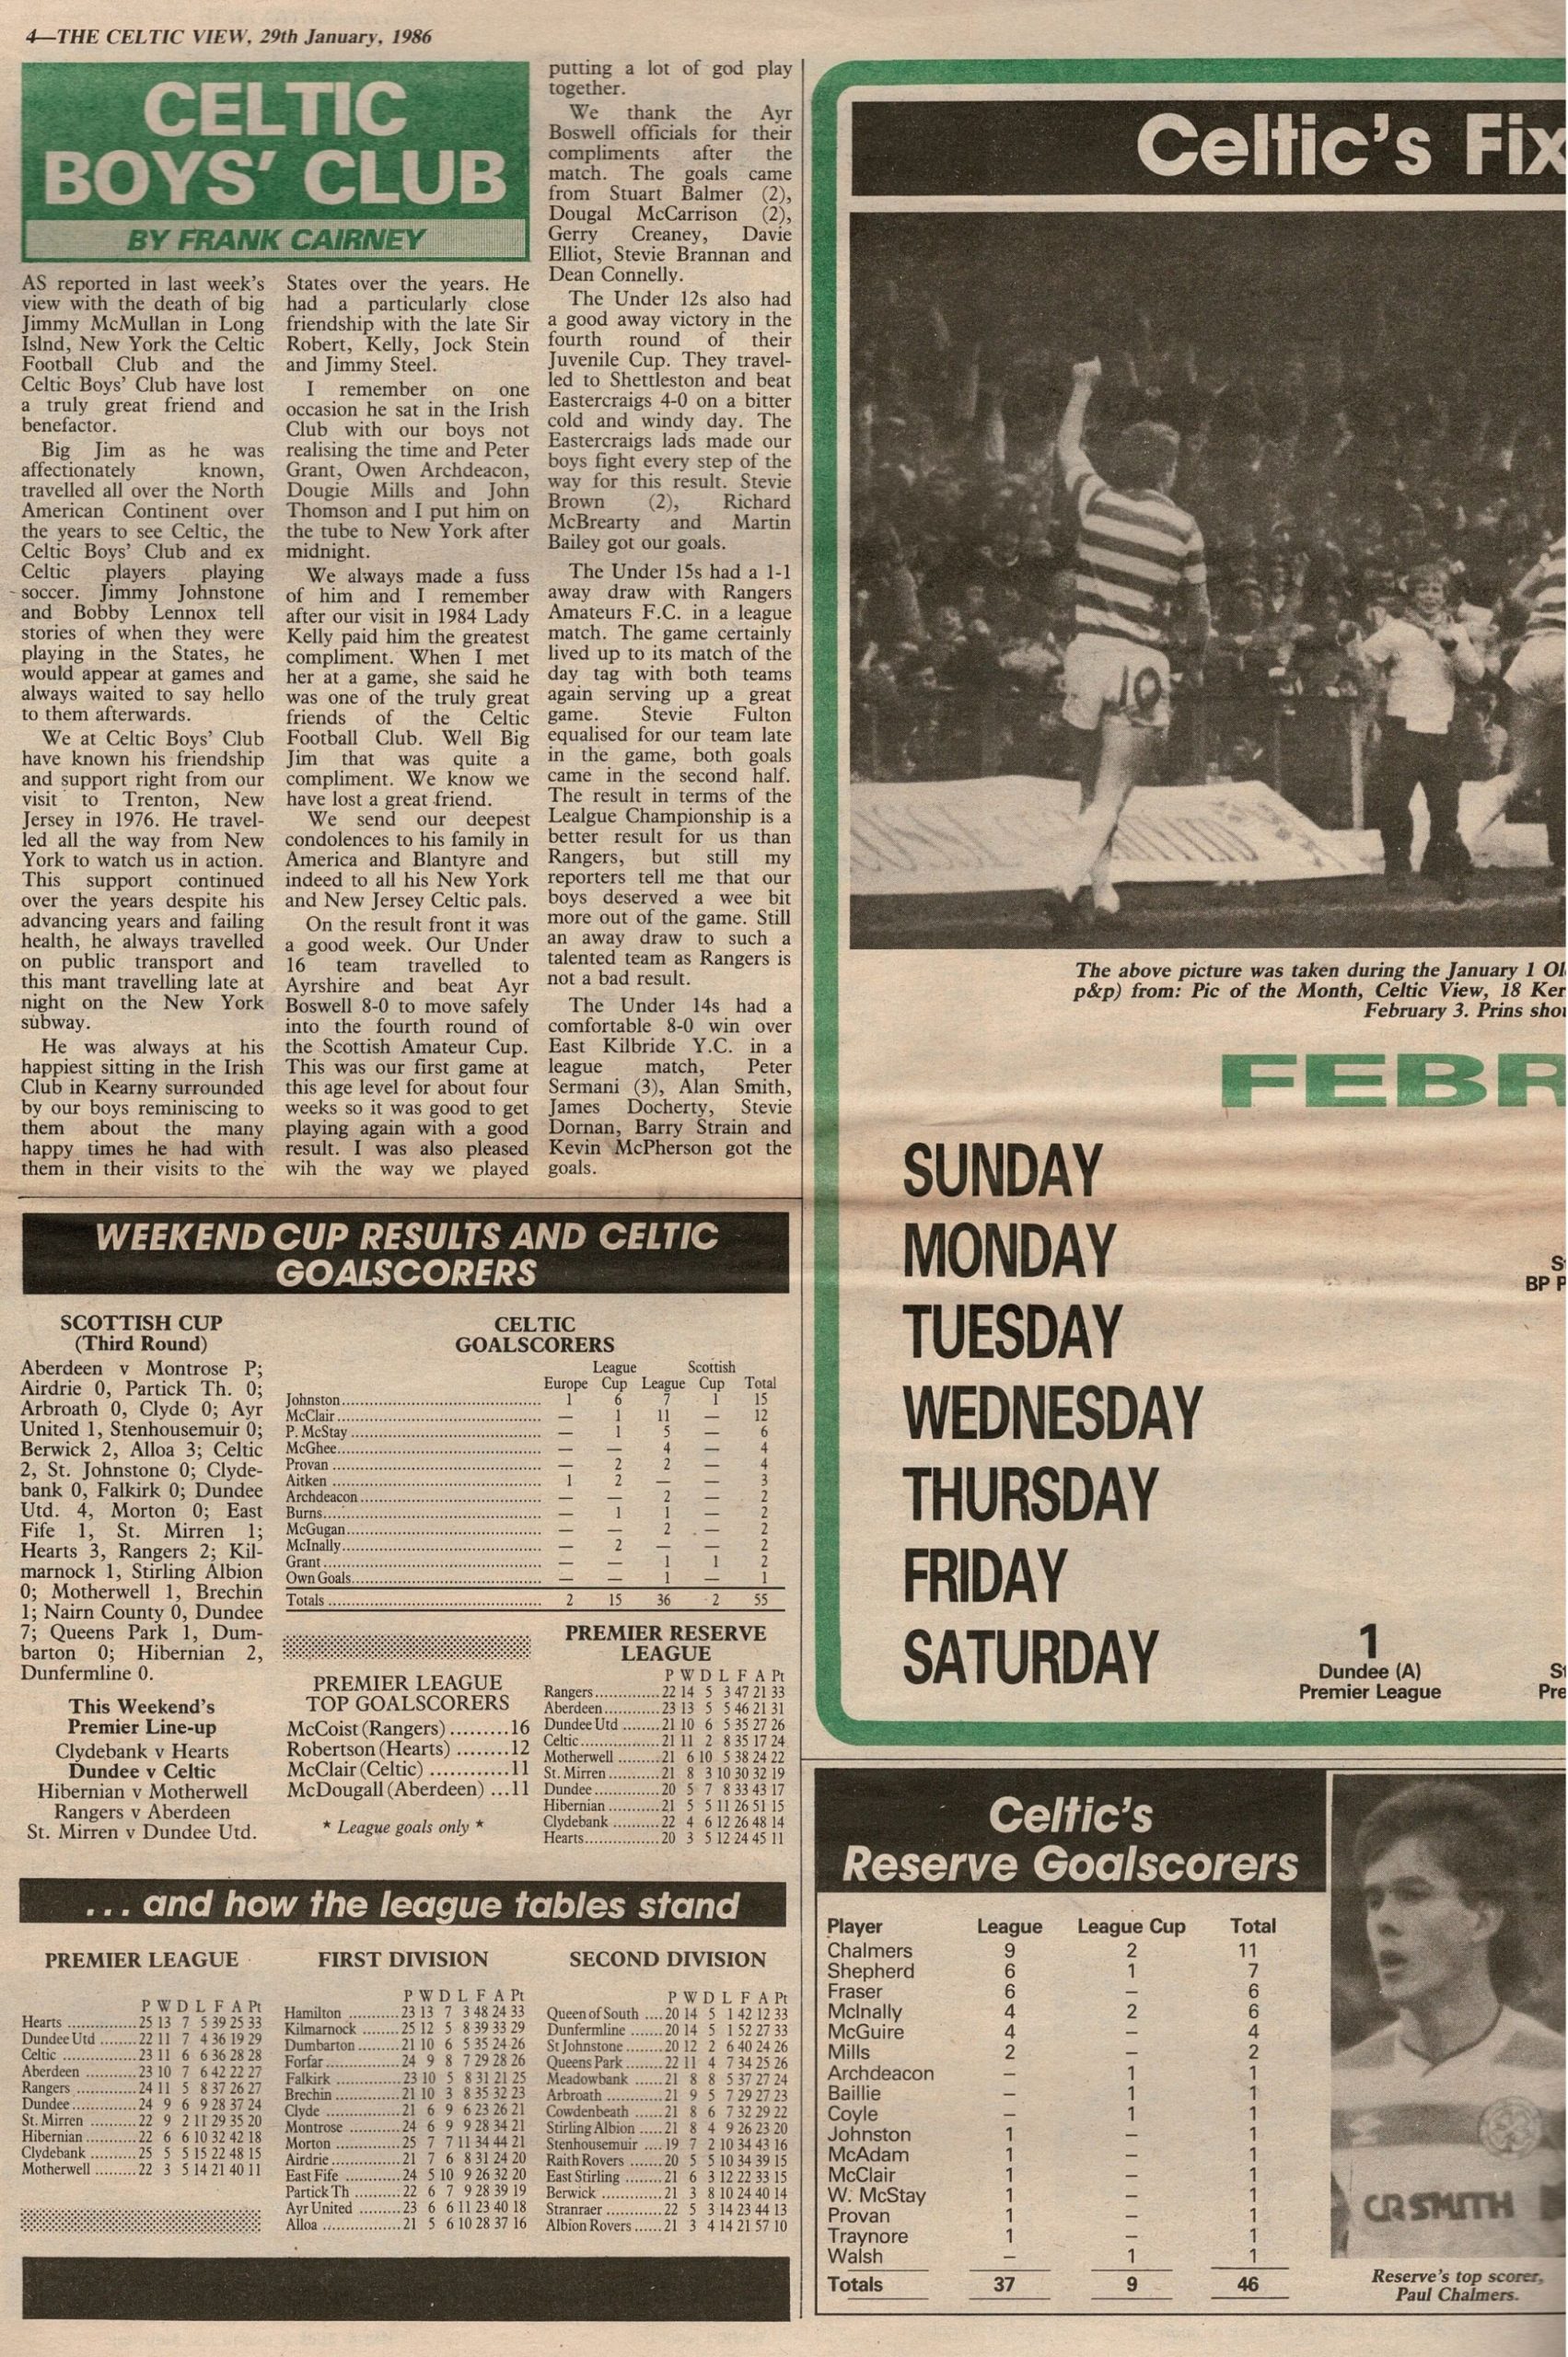 4—THE CELTIC VIEW, 29th January, 1986
CELTIC
BOYS' CLUB
BY FRANK CAIRNEY
AS reported in last week's
view with the death of big
Jimmy McMullan in Long
Islnd, New York the Celtic
Football Club and the
Celtic Boys' Club have lost
a truly great friend and
benefactor.
Big Jim as he was
affectionately known,
travelled all over the North
American Continent over
the years to see Celtic, the
Celtic Boys' Club and ex
Celtic players playing
soccer. Jimmy Johnstone
and Bobby Lennox tell
stories of when they were
playing in the States, he
would appear at games and
always waited to say hello
to them afterwards.
We at Celtic Boys' Club
have known his friendship
and support right from our
visit to Trenton, New
Jersey in 1976. He travel-
led all the way from New
York to watch us in action.
This support continued
over the years despite his
advancing years and failing
health, he always travelled
on public transport and
this mant travelling late at
night on the New York
subway.
He was always at his
happiest sitting in the Irish
Club in Kearny surrounded
by our boys reminiscing to
them about the many
happy times he had with
them in their visits to the
States over the years. He
had a particularly close
friendship with the late Sir
Robert, Kelly, Jock Stein
and Jimmy Steel.
I remember on one
occasion he sat in the Irish
Club with our boys not
realising the time and Peter
Grant, Owen Archdeacon,
Dougie Mills and John
Thomson and I put him on
the tube to New York after
midnight.
We always made a fuss
of him and I remember
after our visit in 1984 Lady
Kelly paid him the greatest
compliment. When I met
her at a game, she said he
was one of the truly great
friends of the Celtic
Football Club. Well Big
Jim that was quite a
compliment. We know we
have lost a great friend.
We send our deepest
condolences to his family in
America and Blantyre and
indeed to all his New York
and New Jersey Celtic pals.
On the result front it was
a good week. Our Under
16 team travelled to
Ayrshire and beat Ayr
Boswell 8-0 to move safely
into the fourth round of
the Scottish Amateur Cup.
This was our first game at
this age level for about four
weeks so it was good to get
playing again with a good
result. I was also pleased
wih the way we played
putting a lot of god play
together.
We thank the Ayr
Boswell officials for their
compliments after the
match. The goals came
from Stuart Balmer (2),
Dougal McCarrison (2),
Gerry Creaney, Davie
Elliot, Stevie Brannan and
Dean Connelly.
The Under 12s also had
a good away victory in the
fourth round of their
Juvenile Cup. They travel-
led to Shettleston and beat
Eastercraigs 4-0 on a bitter
cold and windy day. The
Eastercraigs lads made our
boys fight every step of the
way for this result. Stevie
Brown (2), Richard
McBrearty and Martin
Bailey got our goals.
The Under 15s had a 1-1
away draw with Rangers
Amateurs F.C. in a league
match. The game certainly
lived up to its match of the
day tag with both teams
again serving up a great
game. Stevie Fulton
equalised for our team late
in the game, both goals
came in the second half.
The result in terms of the
Lealgue Championship is a
better result for us than
Rangers, but still my
reporters tell me that our
boys deserved a wee bit
more out of the game. Still
an away draw to such a
talented team as Rangers is
not a bad result.
The Under 14s had a
comfortable 8-0 win over
East Kilbride Y.C. in a
league match, Peter
Sermani (3), Alan Smith,
James Docherty, Stevie
Dornan, Barry Strain and
Kevin McPherson got the
goals.
WEEKEND CUP RESULTS AND CELTIC
GOALSCORERS
SCOTTISH CUP
(Third Round)
Aberdeen v Montrose P;
Airdrie 0, Partick Th. 0;
Arbroath 0, Clyde 0; Ayr
United 1, Stenhousemuir 0;
Berwick 2, Alloa 3; Celtic
2, St. Johnstone 0; Clyde-
bank 0, Falkirk 0; Dundee
Utd. 4, Morton 0; East
Fife 1, St. Mirren 1;
Hearts 3, Rangers 2; Kil-
marnock 1, Stirling Albion
0; Motherwell 1, Brechin
1; Nairn County 0, Dundee
7; Queens Park 1, Dum-
barton 0; Hibernian 2,
Dunfermline 0.
This Weekend's
Premier Line-up
Clydebank v Hearts
Dundee v Celtic
Hibernian v Motherwell
Rangers v Aberdeen
St. Mirren v Dundee Utd.
CELTIC
GOALSCORERS
League Scottish
Europe Cup League Cup Total
Johnston 1 6 7 1 15
McClair — 1 11 — 12
P. McStay — 1 5 — 6
McGhee — — 4 — 4
Provan — 2 2 — 4
Aitken 1 2 — — 3
Archdeacon — — 2 — 2
Burns — 1 1 — 2
McGugan — — 2 — 2
McInally — 2 — — 2
Grant — — 1 1 2
Own Goals — — 1 — 1
Totals 2 15 36 2 55
PREMIER LEAGUE
TOP GOALSCORERS
McCoist (Rangers) .........16
Robertson (Hearts) ........12
McClair (Celtic) ............11
McDougall (Aberdeen) ...11
* League goals only *
PREMIER RESERVE
LEAGUE
P W D L F A Pt
Rangers 22 14 5 3 47 21 33
Aberdeen 23 13 5 5 46 21 31
Dundee Utd 21 10 6 5 35 27 26
Celtic 21 11 2 8 35 17 24
Motherwell 21 6 10 5 38 24 22
St. Mirren 21 8 3 10 30 32 19
Dundee 20 5 7 8 33 43 17
Hibernian 21 5 5 11 26 51 15
Clydebank 22 4 6 12 26 48 14
Hearts 20 3 5 12 24 45 11
... and how the league tables stand
PREMIER LEAGUE
P W D L F A Pt
Hearts 25 13 7 5 39 25 33
Dundee Utd 22 11 7 4 36 19 29
Celtic 23 11 6 6 36 28 28
Aberdeen 23 10 7 6 42 22 27
Rangers 24 11 5 8 37 26 27
Dundee 24 9 6 9 28 37 24
St. Mirren 22 9 2 11 29 35 20
Hibernian 22 6 6 10 32 42 18
Clydebank 25 5 5 15 22 48 15
Motherwell 22 3 5 14 21 40 11
FIRST DIVISION
P W D L F A Pt
Hamilton 23 13 7 3 48 24 33
Kilmarnock 25 12 5 8 39 33 29
Dumbarton 21 10 6 5 35 24 26
Forfar 24 9 8 7 29 28 26
Falkirk 23 10 5 8 31 21 25
Brechin 21 10 3 8 35 32 23
Clyde 21 6 9 6 23 26 21
Montrose 24 6 9 9 28 34 21
Morton 25 7 7 11 34 44 21
Airdrie 21 7 6 8 31 24 20
East Fife 24 5 10 9 26 32 20
Partick Th 22 6 7 9 28 39 19
Ayr United 23 6 6 11 23 40 18
Alloa 21 5 6 10 28 37 16
SECOND DIVISION
P W D L F A Pt
Queen of South 20 14 5 1 42 12 33
Dunfermline 20 14 5 1 52 27 33
St Johnstone 20 12 2 6 40 24 26
Queens Park 22 11 4 7 34 25 26
Meadowbank 21 8 8 5 37 27 24
Arbroath 21 9 5 7 29 27 23
Cowdenbeath 21 8 6 7 32 29 22
Stirling Albion 21 8 4 9 26 23 20
Stenhousemuir 19 7 2 10 34 43 16
Raith Rovers 20 5 5 10 34 39 15
East Stirling 21 6 3 12 22 33 15
Berwick 21 3 8 10 24 40 14
Stranraer 22 5 3 14 23 44 13
Albion Rovers 21 3 4 14 21 57 10
Celtic's Fix
10
The above picture was taken during the January 1 Ol
p&p) from: Pic of the Month, Celtic View, 18 Ker
February 3. Prins shou
FEBR
SUNDAY
MONDAY
S
BP P
TUESDAY
WEDNESDAY
THURSDAY
FRIDAY
SATURDAY
1
Dundee (A)
Premier League
St
Pre
Celtic's
Reserve Goalscorers
Player League League Cup Total
Chalmers 9 2 11
Shepherd 6 1 7
Fraser 6 – 6
McInally 4 2 6
McGuire 4 – 4
Mills 2 – 2
Archdeacon – 1 1
Baillie – 1 1
Coyle – 1 1
Johnston 1 – 1
McAdam 1 – 1
McClair 1 – 1
W. McStay 1 – 1
Provan 1 – 1
Traynore 1 – 1
Walsh – 1 1
Totals 37 9 46
CR SMITH
Reserve's top scorer,
Paul Chalmers.